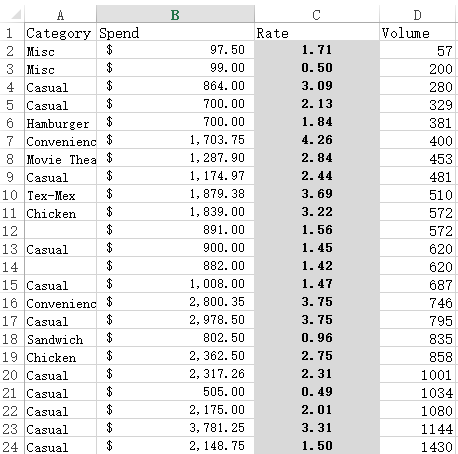 A B C D
1 Category Spend Rate Volume
2 Misc $ 97.50 1.71 57
3 Misc $ 99.00 0.50 200
4 Casual $ 864.00 3.09 280
5 Casual $ 700.00 2.13 329
6 Hamburger $ 700.00 1.84 381
7 Convenienc $ 1,703.75 4.26 400
8 Movie Thea $ 1,287.90 2.84 453
9 Casual $ 1,174.97 2.44 481
10 Tex-Mex $ 1,879.38 3.69 510
11 Chicken $ 1,839.00 3.22 572
12 $ 891.00 1.56 572
13 Casual $ 900.00 1.45 620
14 $ 882.00 1.42 620
15 Casual $ 1,008.00 1.47 687
16 Convenienc $ 2,800.35 3.75 746
17 Casual $ 2,978.50 3.75 795
18 Sandwich $ 802.50 0.96 835
19 Chicken $ 2,362.50 2.75 858
20 Casual $ 2,317.26 2.31 1001
21 Casual $ 505.00 0.49 1034
22 Casual $ 2,175.00 2.01 1080
23 Casual $ 3,781.25 3.31 1144
24 Casual $ 2,148.75 1.50 1430